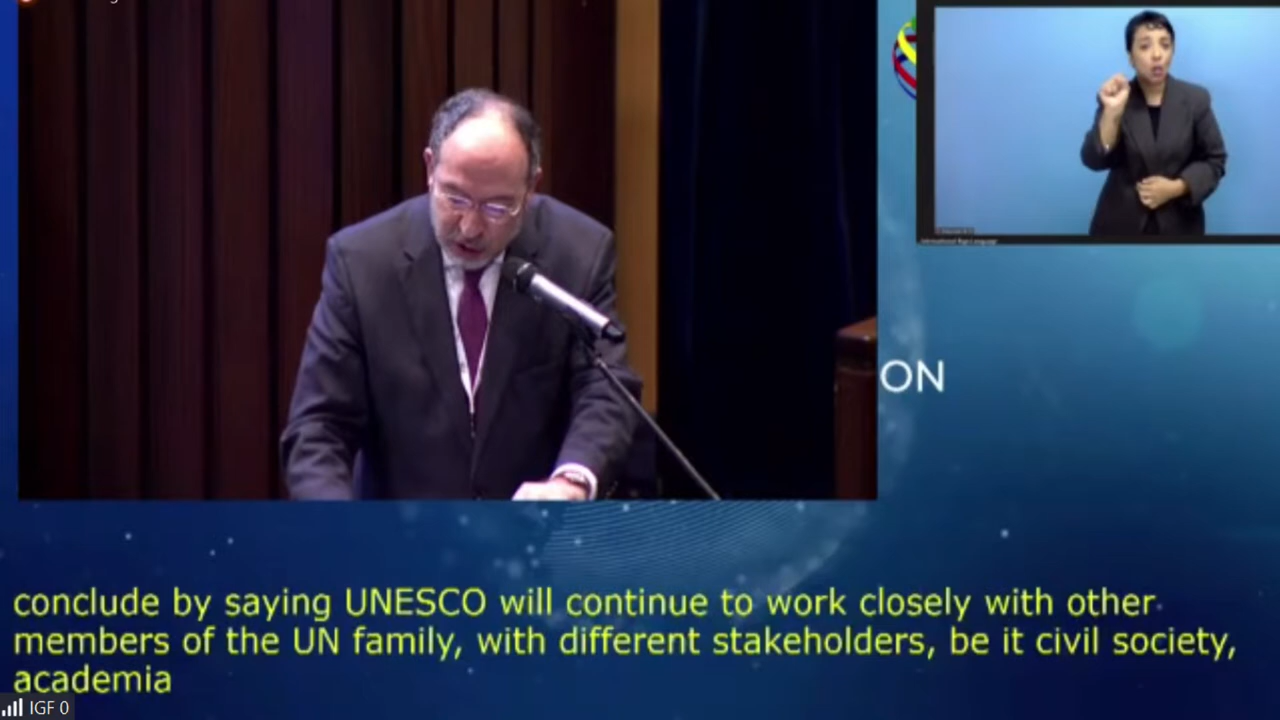 ON
conclude by saying UNESCO will continue to work closely with other
members of the UN family, with different stakeholders, be it civil society,
academia
IGF 0